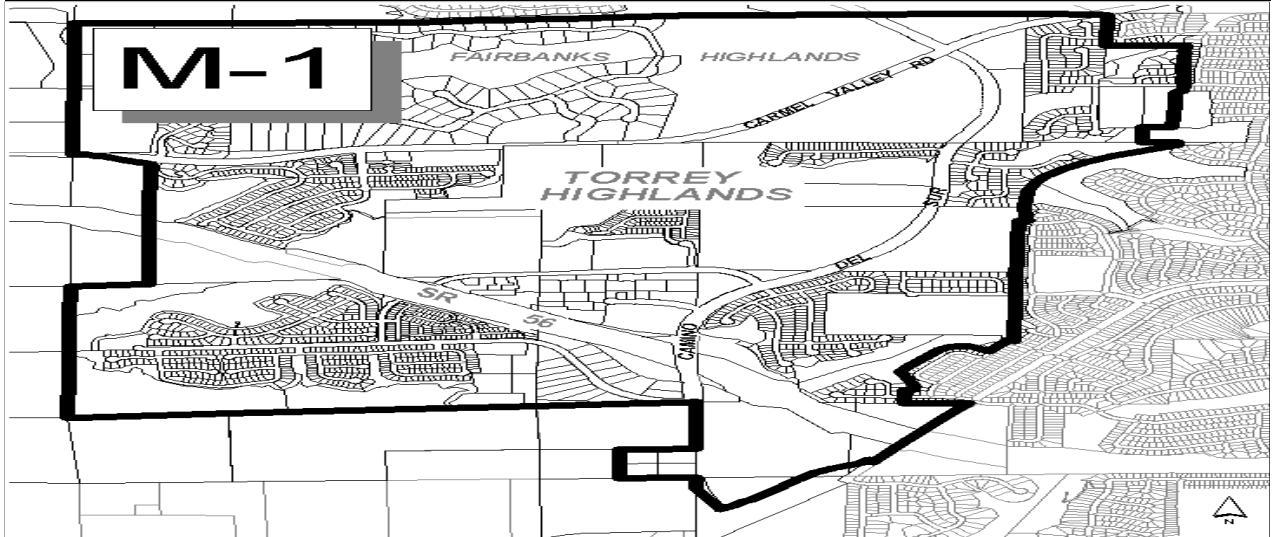 M-1
FAIRBANKS HIGHLANDS
CARMEL VALLEY RD
TORREY
HIGHLANDS
SUR
DEL
SR 56
CAMINO
N